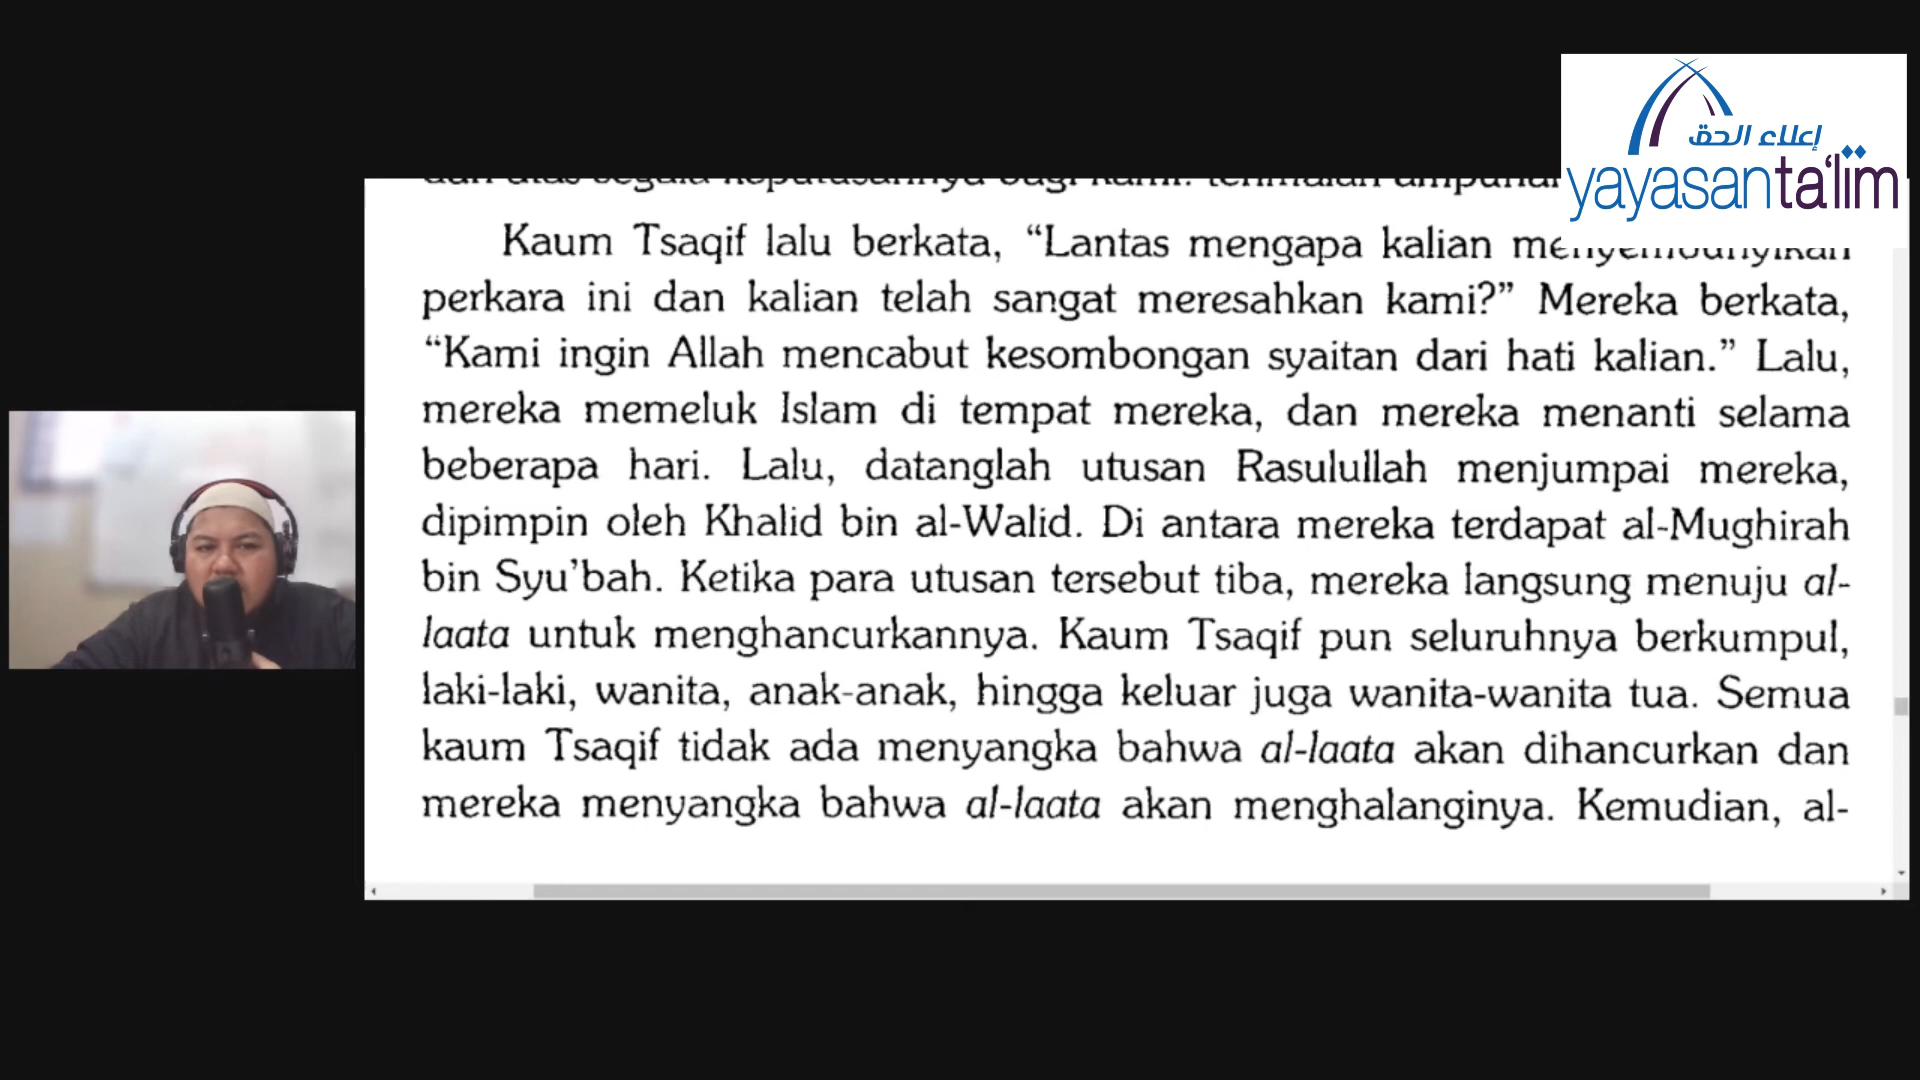 إعلاء الحق
yayasanta'lim
Kaum Tsaqif lalu berkata, “Lantas mengapa kalian menyembunyikan
perkara ini dan kalian telah sangat meresahkan kami?” Mereka berkata,
“Kami ingin Allah mencabut kesombongan syaitan dari hati kalian.” Lalu,
mereka memeluk Islam di tempat mereka, dan mereka menanti selama
beberapa hari. Lalu, datanglah utusan Rasulullah menjumpai mereka,
dipimpin oleh Khalid bin al-Walid. Di antara mereka terdapat al-Mughirah
bin Syu’bah. Ketika para utusan tersebut tiba, mereka langsung menuju al-
laata untuk menghancurkannya. Kaum Tsaqif pun seluruhnya berkumpul,
laki-laki, wanita, anak-anak, hingga keluar juga wanita-wanita tua. Semua
kaum Tsaqif tidak ada menyangka bahwa al-laata akan dihancurkan dan
mereka menyangka bahwa al-laata akan menghalanginya. Kemudian, al-